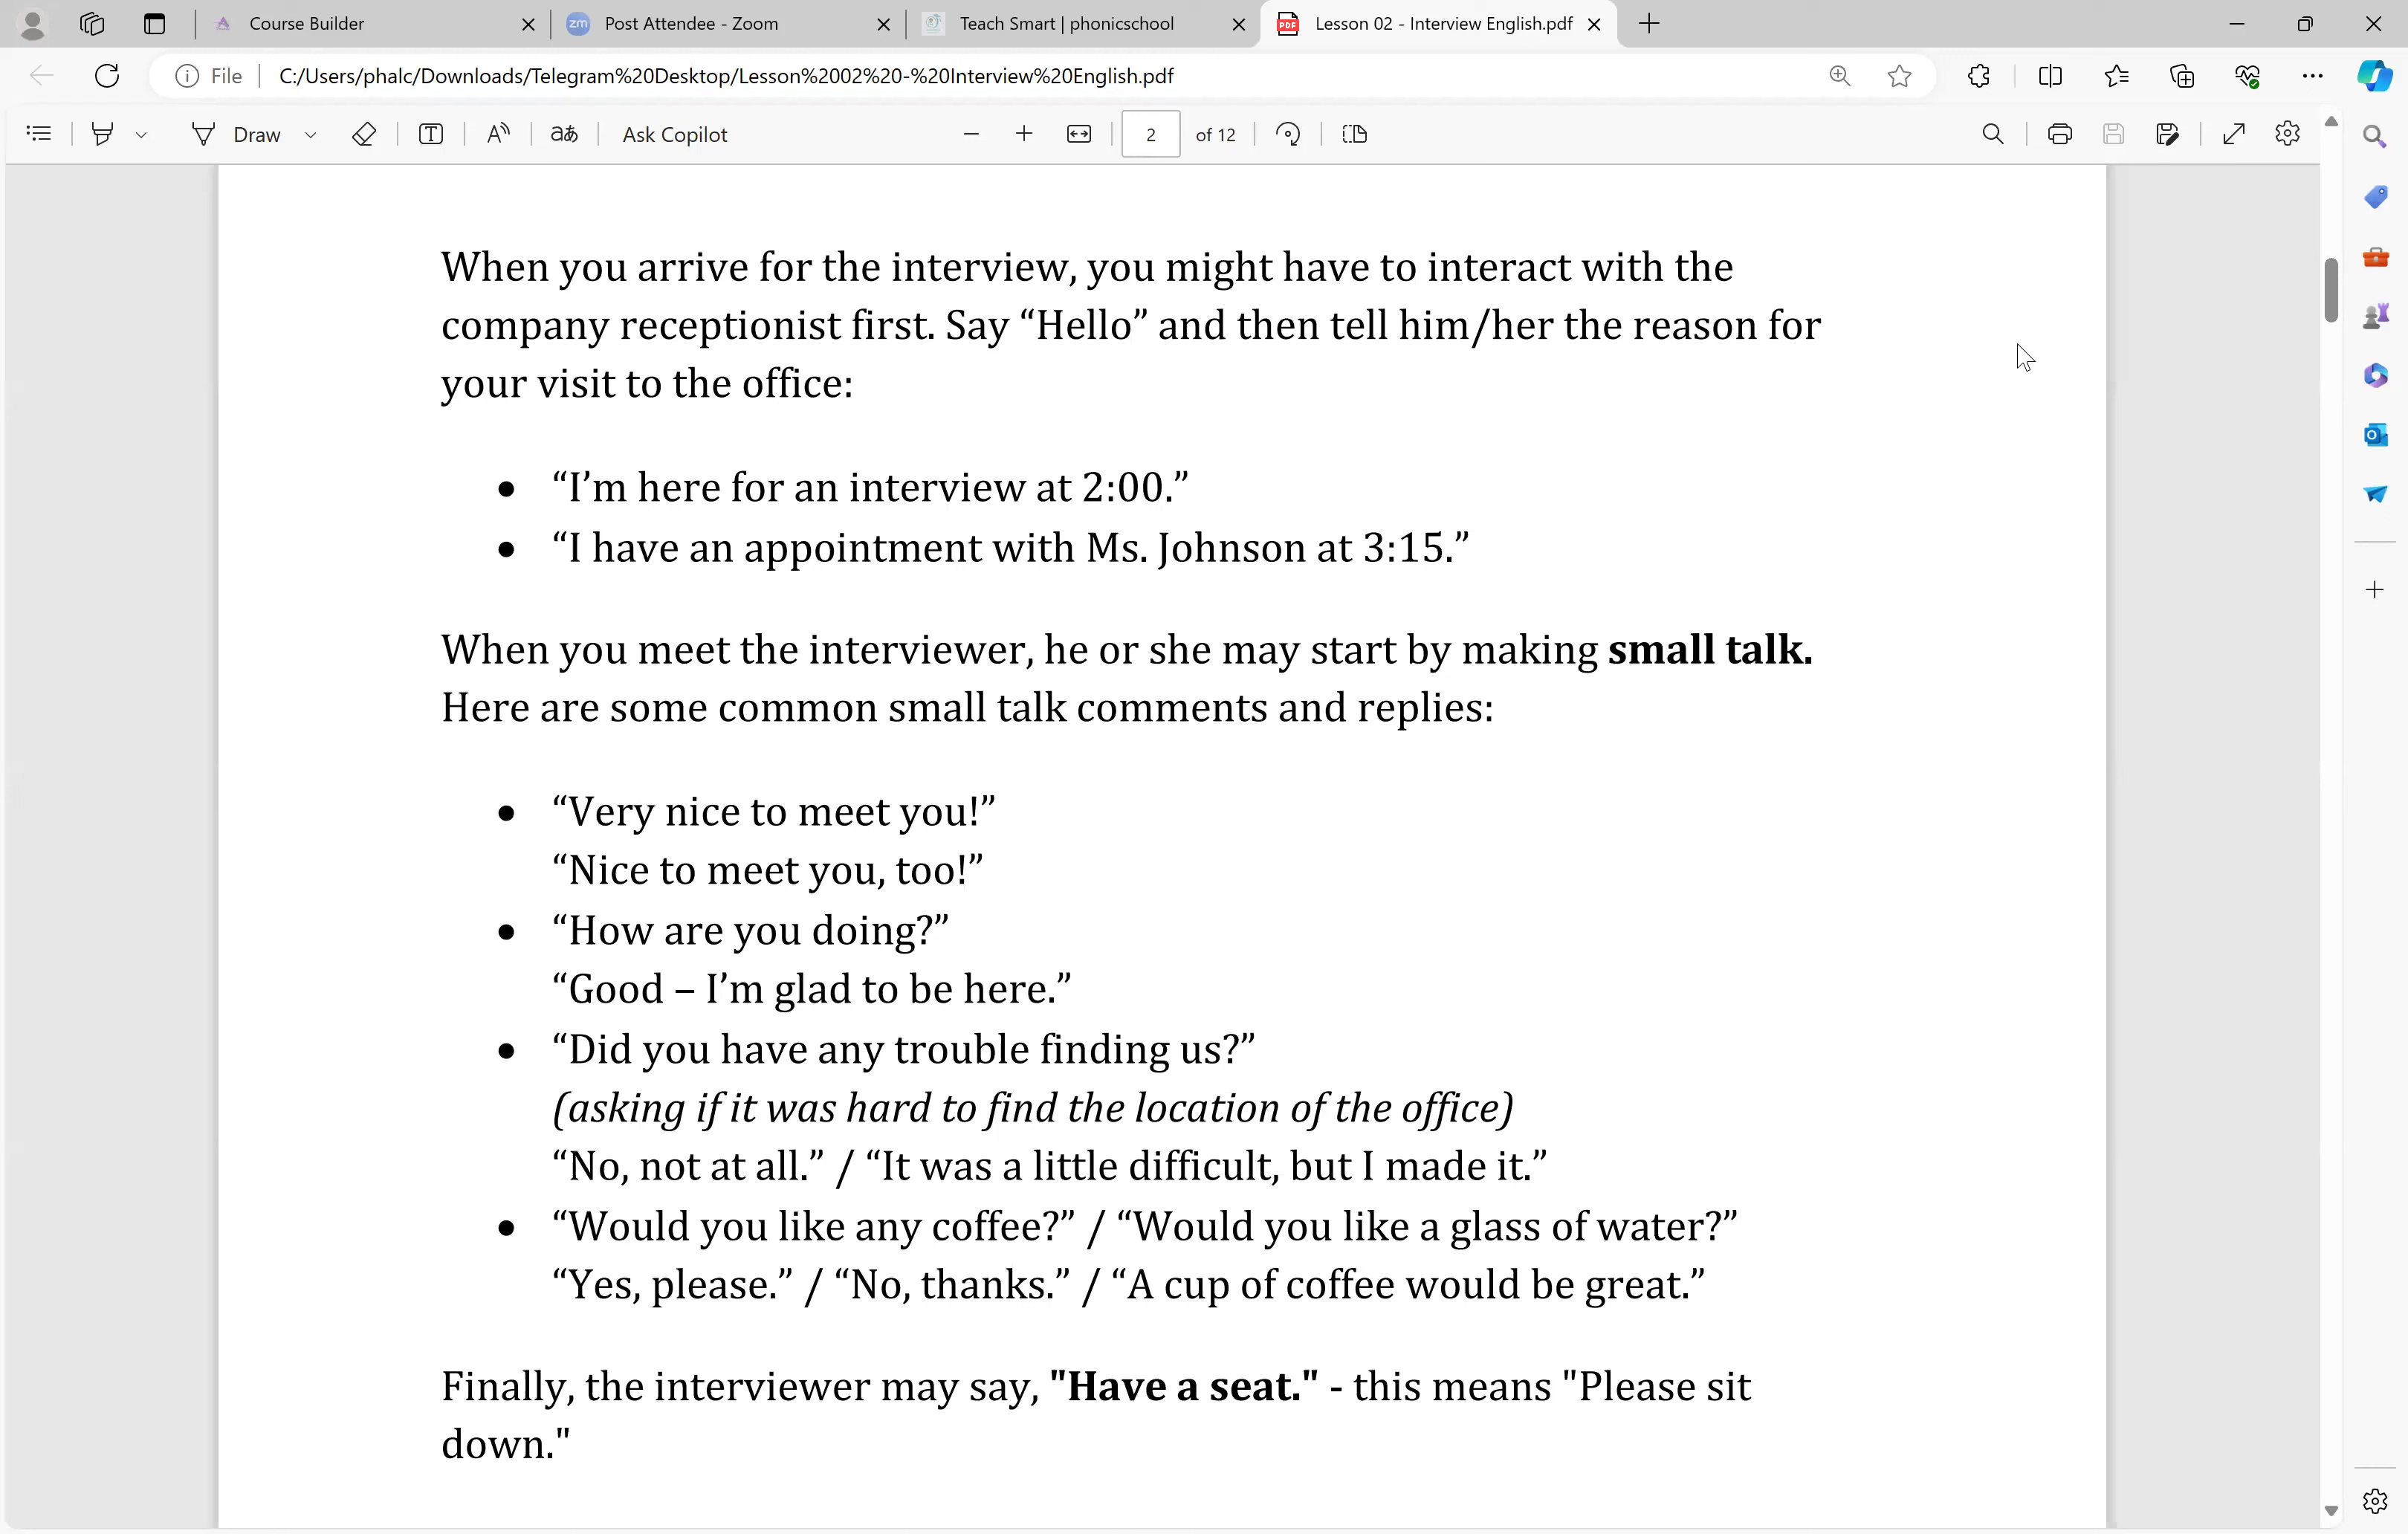 Course Builder
Post Attendee - Zoom
Teach Smart | phonicschool
Lesson 02 - Interview English.pdf
File
C:/Users/phalc/Downloads/Telegram%20Desktop/Lesson%2002%20-%20Interview%20English.pdf
Draw
Ask Copilot
2
of 12
When you arrive for the interview, you might have to interact with the
company receptionist first. Say “Hello” and then tell him/her the reason for
your visit to the office:
• “I’m here for an interview at 2:00.”
• “I have an appointment with Ms. Johnson at 3:15.”
When you meet the interviewer, he or she may start by making small talk.
Here are some common small talk comments and replies:
• “Very nice to meet you!”
“Nice to meet you, too!”
• “How are you doing?”
“Good – I’m glad to be here.”
• “Did you have any trouble finding us?”
(asking if it was hard to find the location of the office)
“No, not at all.” / “It was a little difficult, but I made it.”
• “Would you like any coffee?” / “Would you like a glass of water?”
“Yes, please.” / “No, thanks.” / “A cup of coffee would be great.”
Finally, the interviewer may say, "Have a seat." - this means "Please sit
down."